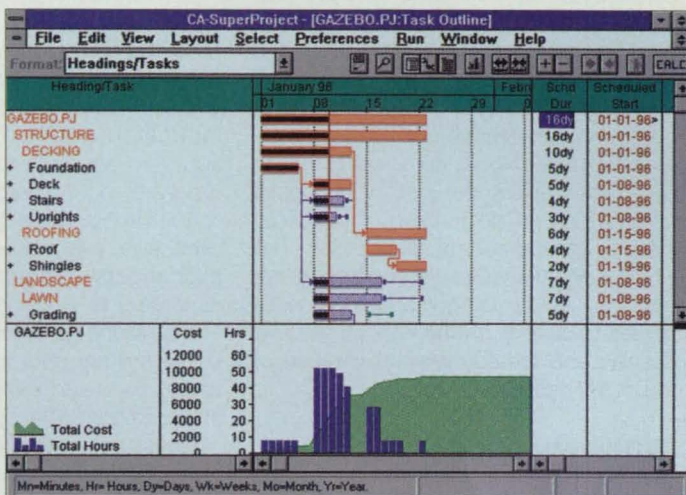 CA-SuperProject - [GAZEBO.PJ:Task Outline]
File Edit View Layout Select Preferences Run Window Help
Format: Headings/Tasks CALC
Heading/Task January 96 Febru Schd Dur Scheduled Start
01 08 15 22 29
GAZEBO.PJ 16dy 01-01-96>
STRUCTURE 16dy 01-01-96
DECKING 10dy 01-01-96
+ Foundation 5dy 01-01-96
+ Deck 5dy 01-08-96
+ Stairs 4dy 01-08-96
+ Uprights 3dy 01-08-96
ROOFING 6dy 01-15-96
+ Roof 4dy 01-15-96
+ Shingles 2dy 01-19-96
LANDSCAPE 7dy 01-08-96
LAWN 7dy 01-08-96
+ Grading 5dy 01-08-96
GAZEBO.PJ Cost Hrs
12000 60
10000 50
8000 40
6000 30
4000 20
2000 10
0 0
Total Cost
Total Hours
Mn=Minutes, Hr= Hours, Dy=Days, Wk=Weeks, Mo=Month, Yr=Year.